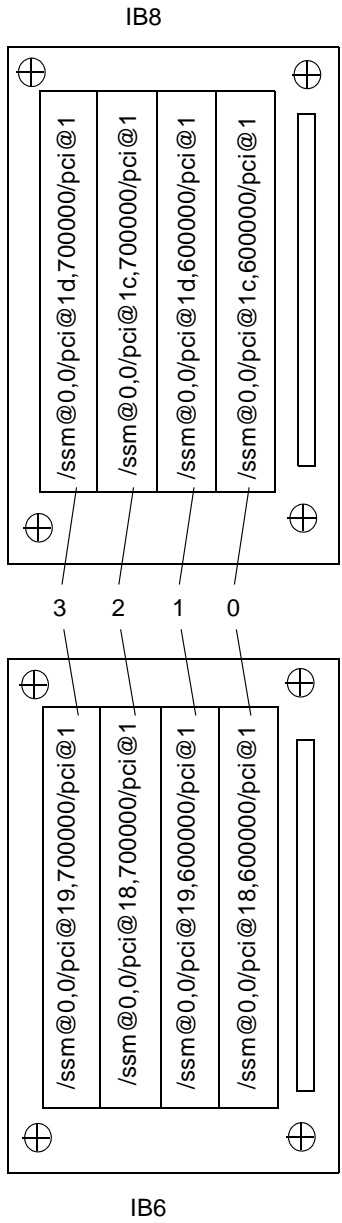 IB8
/ssm@0,0/pci@1d,700000/pci@1
/ssm@0,0/pci@1c,700000/pci@1
/ssm@0,0/pci@1d,600000/pci@1
/ssm@0,0/pci@1c,600000/pci@1
3 2 1 0
/ssm@0,0/pci@19,700000/pci@1
/ssm@0,0/pci@18,700000/pci@1
/ssm@0,0/pci@19,600000/pci@1
/ssm@0,0/pci@18,600000/pci@1
IB6